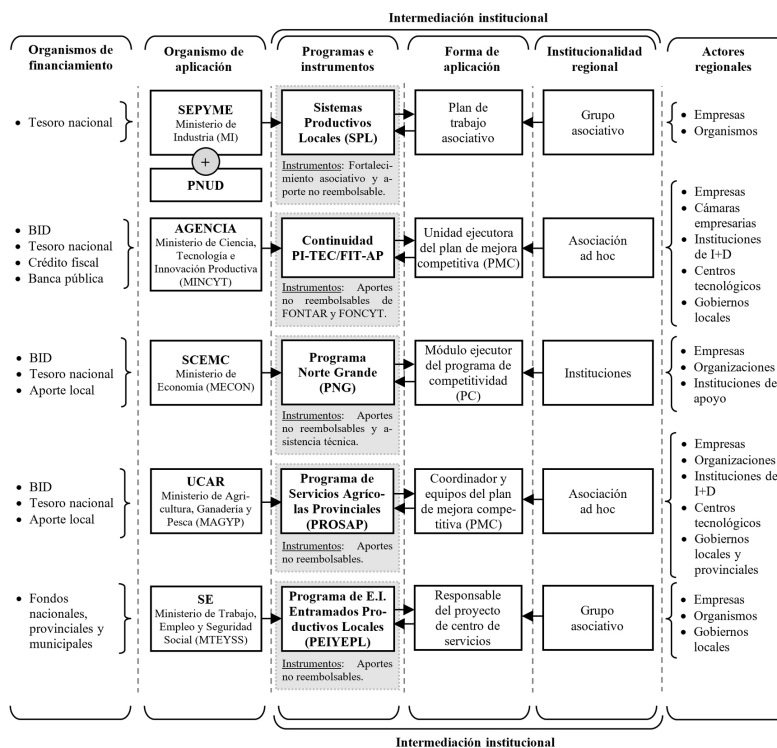 Intermediación institucional
Organismos de
financiamiento
Organismo de
aplicación
Programas e
instrumentos
Forma de
aplicación
Institucionalidad
regional
Actores
regionales
• Tesoro nacional
SEPYME
Ministerio de
Industria (MI)
+
PNUD
Sistemas
Productivos
Locales (SPL)
Instrumentos: Fortaleci-
miento asociativo y a-
porte no reembolsable.
Plan de
trabajo
asociativo
Grupo
asociativo
• Empresas
• Organismos
• BID
• Tesoro nacional
• Crédito fiscal
• Banca pública
AGENCIA
Ministerio de Ciencia,
Tecnología e
Innovación Productiva
(MINCYT)
Continuidad
PI-TEC/FIT-AP
Instrumentos: Aportes
no reembolsables de
FONTAR y FONCYT.
Unidad ejecutora
del plan de mejora
competitiva (PMC)
Asociación
ad hoc
• Empresas
• Cámaras
empresarias
• Instituciones
de I+D
• Centros
tecnológicos
• Gobiernos
locales
• BID
• Tesoro nacional
• Aporte local
SCEMC
Ministerio de
Economía (MECON)
Programa
Norte Grande
(PNG)
Instrumentos: Aportes
no reembolsables y a-
sistencia técnica.
Módulo ejecutor
del programa de
competitividad
(PC)
Instituciones
• Empresas
• Organizaciones
• Instituciones de
apoyo
• BID
• Tesoro nacional
• Aporte local
UCAR
Ministerio de Agri-
cultura, Ganadería y
Pesca (MAGYP)
Programa de
Servicios Agríco-
las Provinciales
(PROSAP)
Instrumentos: Aportes
no reembolsables.
Coordinador y
equipos del plan
de mejora compe-
titiva (PMC)
Asociación
ad hoc
• Empresas
• Organizaciones
• Instituciones de
I+D
• Centros
tecnológicos
• Gobiernos
locales y
provinciales
• Fondos
nacionales,
provinciales y
municipales
SE
Ministerio de Trabajo,
Empleo y Seguridad
Social (MTEYSS)
Programa de E.I.
Entramados Pro-
ductivos Locales
(PEIYEPL)
Instrumentos: Aportes
no reembolsables.
Responsable
del proyecto
de centro de
servicios
Grupo
asociativo
• Empresas
• Organismos
• Gobiernos
locales
Intermediación institucional